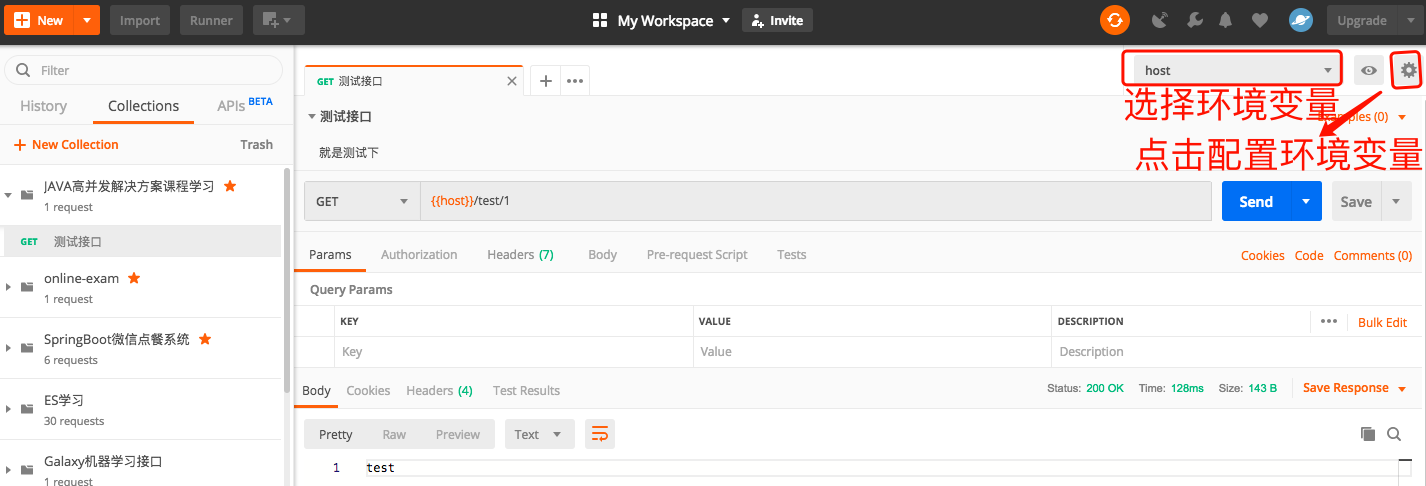 New
Import
Runner
My Workspace
Invite
Upgrade
Filter
History
Collections
APIs BETA
New Collection
Trash
JAVA高并发解决方案课程学习
1 request
GET 测试接口
online-exam
1 request
SpringBoot微信点餐系统
6 requests
ES学习
30 requests
Galaxy机器学习接口
1 request
GET 测试接口
host
选择环境变量
点击配置环境变量
测试接口
Examples (0)
就是测试下
GET
{{host}}/test/1
Send
Save
Params
Authorization
Headers (7)
Body
Pre-request Script
Tests
Cookies
Code
Comments (0)
Query Params
KEY
VALUE
DESCRIPTION
Bulk Edit
Key
Value
Description
Body
Cookies
Headers (4)
Test Results
Status: 200 OK
Time: 128ms
Size: 143 B
Save Response
Pretty
Raw
Preview
Text
1
test